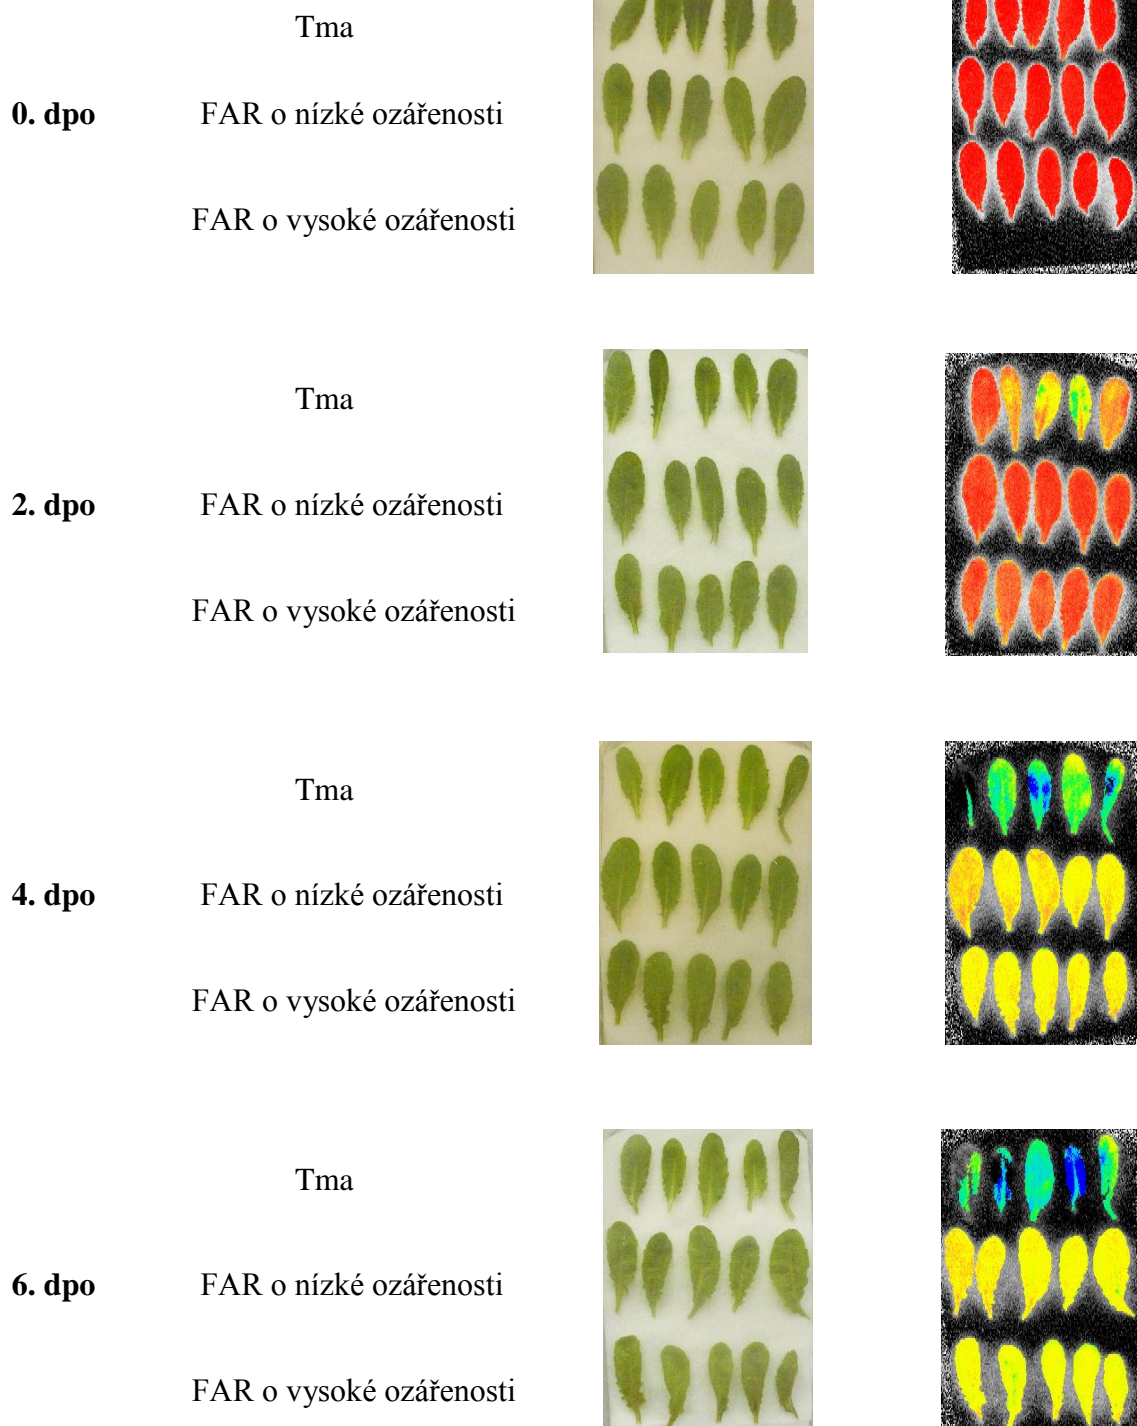 Tma
0. dpo FAR o nízké ozářenosti
FAR o vysoké ozářenosti
Tma
2. dpo FAR o nízké ozářenosti
FAR o vysoké ozářenosti
Tma
4. dpo FAR o nízké ozářenosti
FAR o vysoké ozářenosti
Tma
6. dpo FAR o nízké ozářenosti
FAR o vysoké ozářenosti